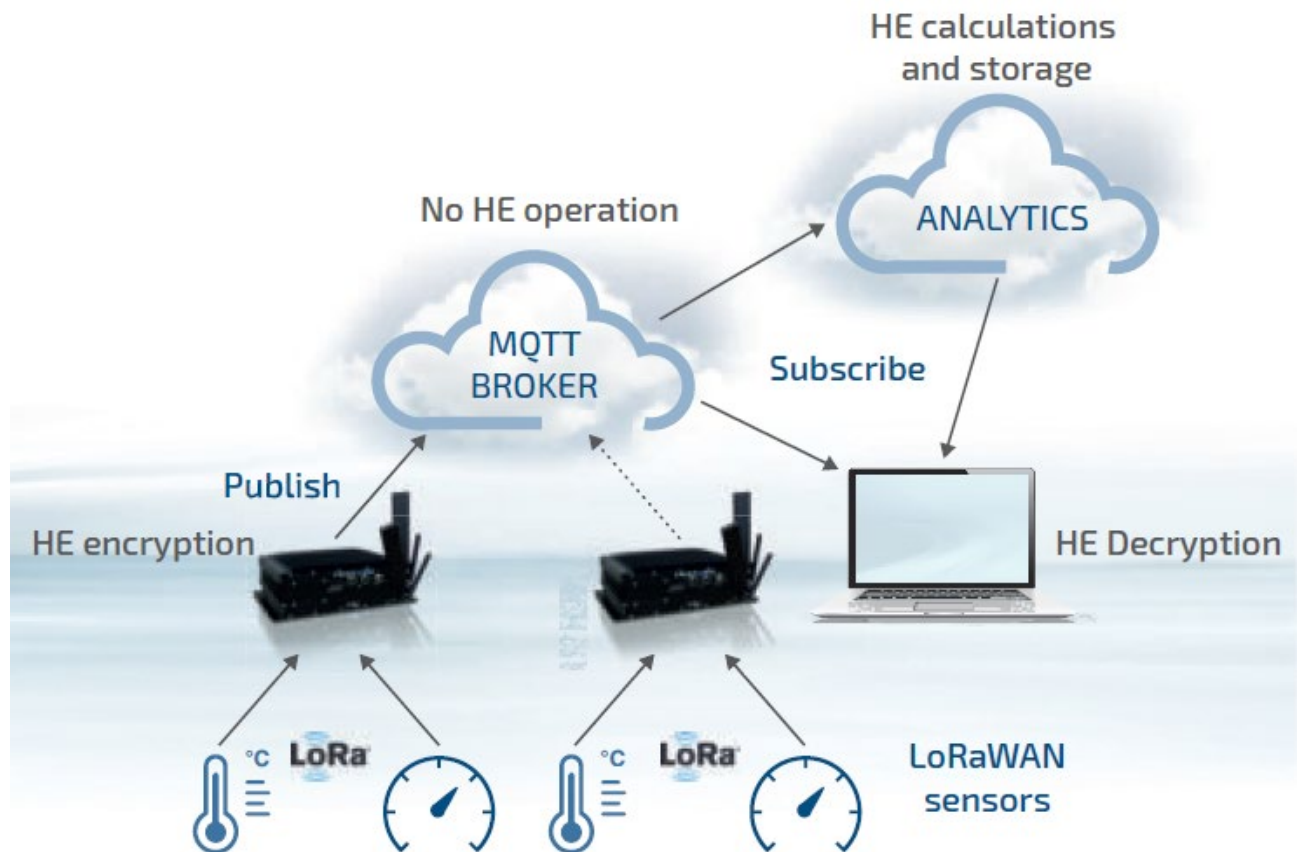 HE calculations
and storage
ANALYTICS
No HE operation
MQTT
BROKER
Subscribe
Publish
HE encryption
HE Decryption
°C
LoRa
°C
LoRa
LoRaWAN
sensors